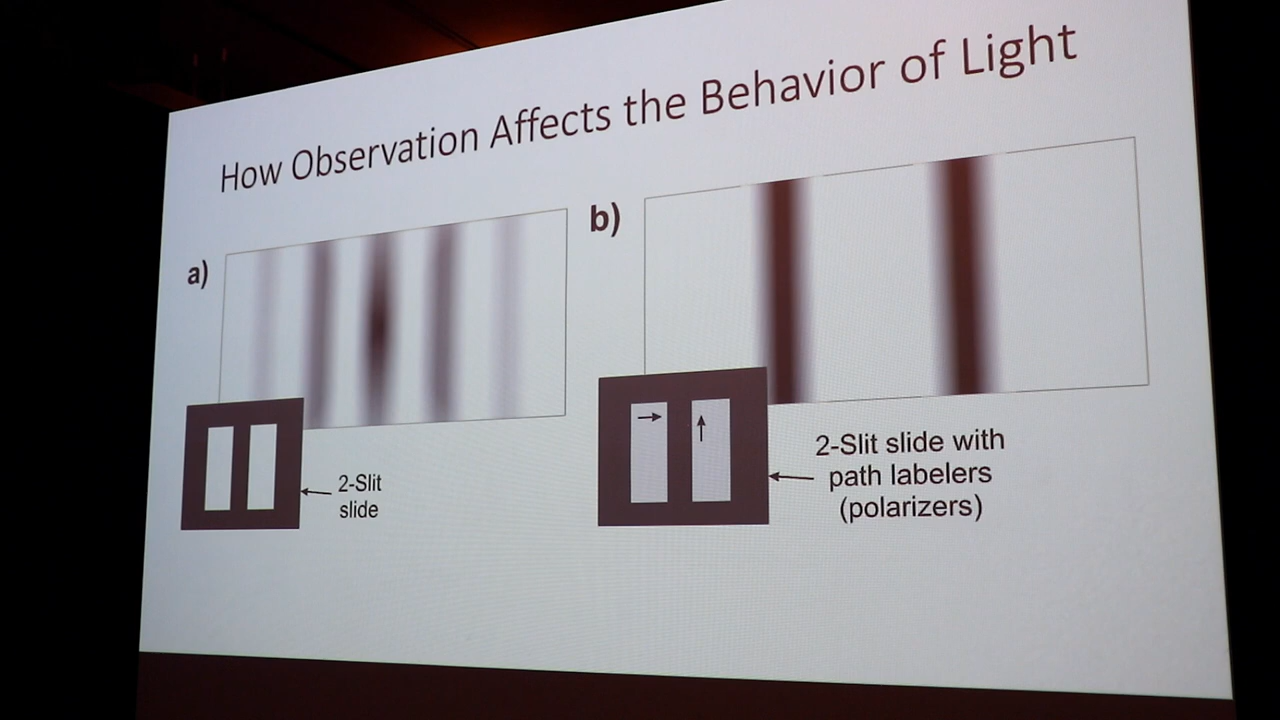 How Observation Affects the Behavior of Light
a)
b)
2-Slit
slide
2-Slit slide with
path labelers
(polarizers)